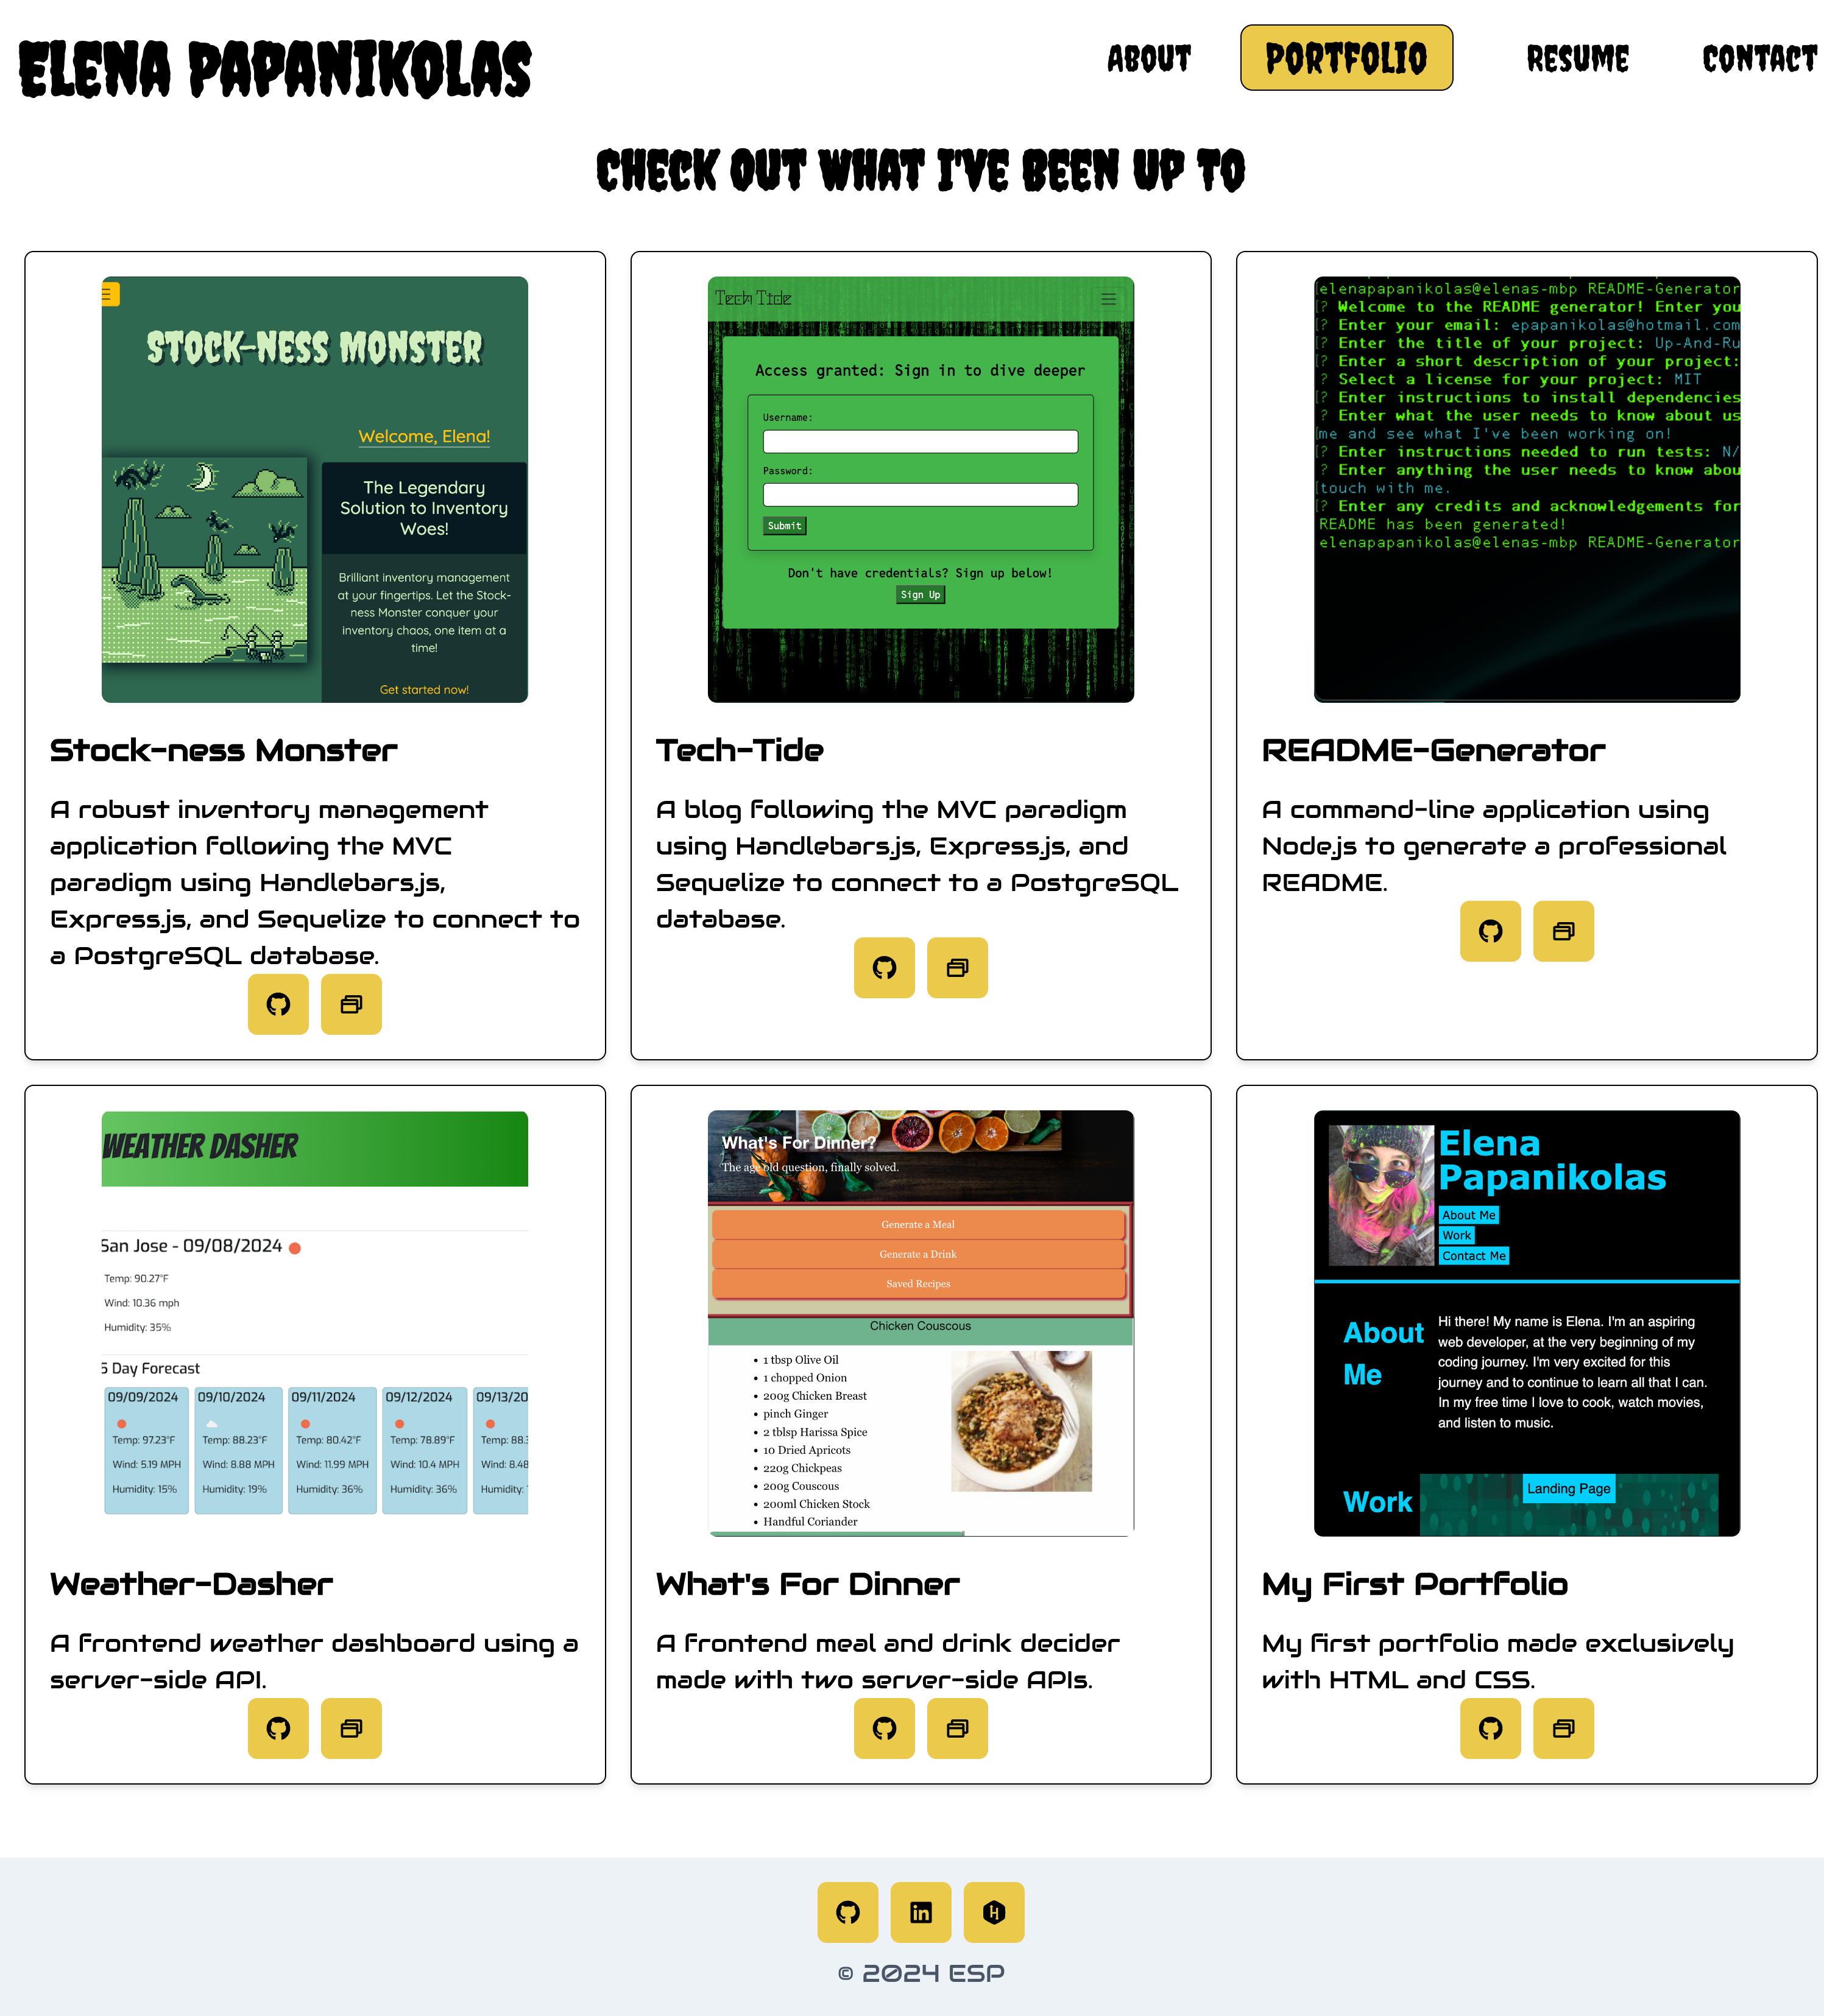 ELENA PAPANIKOLAS
ABOUT
PORTFOLIO
RESUME
CONTACT
CHECK OUT WHAT I'VE BEEN UP TO
STOCK-NESS MONSTER
Welcome, Elena!
The Legendary
Solution to Inventory
Woes!
Brilliant inventory management
at your fingertips. Let the Stock-
ness Monster conquer your
inventory chaos, one item at a
time!
Get started now!
Stock-ness Monster
A robust inventory management
application following the MVC
paradigm using Handlebars.js,
Express.js, and Sequelize to connect to
a PostgreSQL database.
Tech Tide
Access granted: Sign in to dive deeper
Username:
Password:
Submit
Don't have credentials? Sign up below!
Sign Up
Tech-Tide
A blog following the MVC paradigm
using Handlebars.js, Express.js, and
Sequelize to connect to a PostgreSQL
database.
[elenapapanikolas@elenas-mbp README-Generator
[? Welcome to the README generator! Enter you
[? Enter your email: epapanikolas@hotmail.com
[? Enter the title of your project: Up-And-Ru
[? Enter a short description of your project:
? Select a license for your project: MIT
[? Enter instructions to install dependencies
? Enter what the user needs to know about us
[me and see what I've been working on!
[? Enter instructions needed to run tests: N/
? Enter anything the user needs to know abou
[touch with me.
[? Enter any credits and acknowledgements for
README has been generated!
elenapapanikolas@elenas-mbp README-Generator
README-Generator
A command-line application using
Node.js to generate a professional
README.
WEATHER DASHER
San Jose - 09/08/2024
Temp: 90.27°F
Wind: 10.36 mph
Humidity: 35%
5 Day Forecast
09/09/2024 09/10/2024 09/11/2024 09/12/2024 09/13/20
Temp: 97.23°F Temp: 88.23°F Temp: 80.42°F Temp: 78.89°F Temp: 88.3
Wind: 5.19 MPH Wind: 8.88 MPH Wind: 11.99 MPH Wind: 10.4 MPH Wind: 8.48
Humidity: 15% Humidity: 19% Humidity: 36% Humidity: 36% Humidity:
Weather-Dasher
A frontend weather dashboard using a
server-side API.
What's For Dinner?
The age old question, finally solved.
Generate a Meal
Generate a Drink
Saved Recipes
Chicken Couscous
• 1 tbsp Olive Oil
• 1 chopped Onion
• 200g Chicken Breast
• pinch Ginger
• 2 tblsp Harissa Spice
• 10 Dried Apricots
• 220g Chickpeas
• 200g Couscous
• 200ml Chicken Stock
• Handful Coriander
What's For Dinner
A frontend meal and drink decider
made with two server-side APIs.
Elena
Papanikolas
About Me
Work
Contact Me
About
Me
Hi there! My name is Elena. I'm an aspiring
web developer, at the very beginning of my
coding journey. I'm very excited for this
journey and to continue to learn all that I can.
In my free time I love to cook, watch movies,
and listen to music.
Work
Landing Page
My First Portfolio
My first portfolio made exclusively
with HTML and CSS.
© 2024 ESP